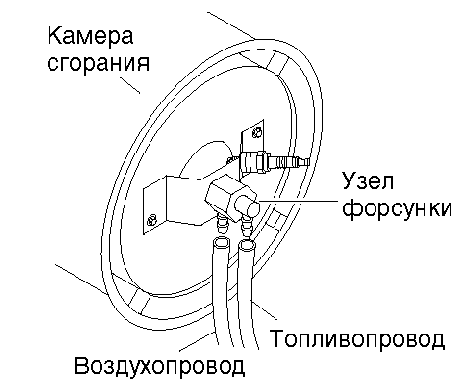 Камера
сгорания
Узел
форсунки
Топливопровод
Воздухопровод